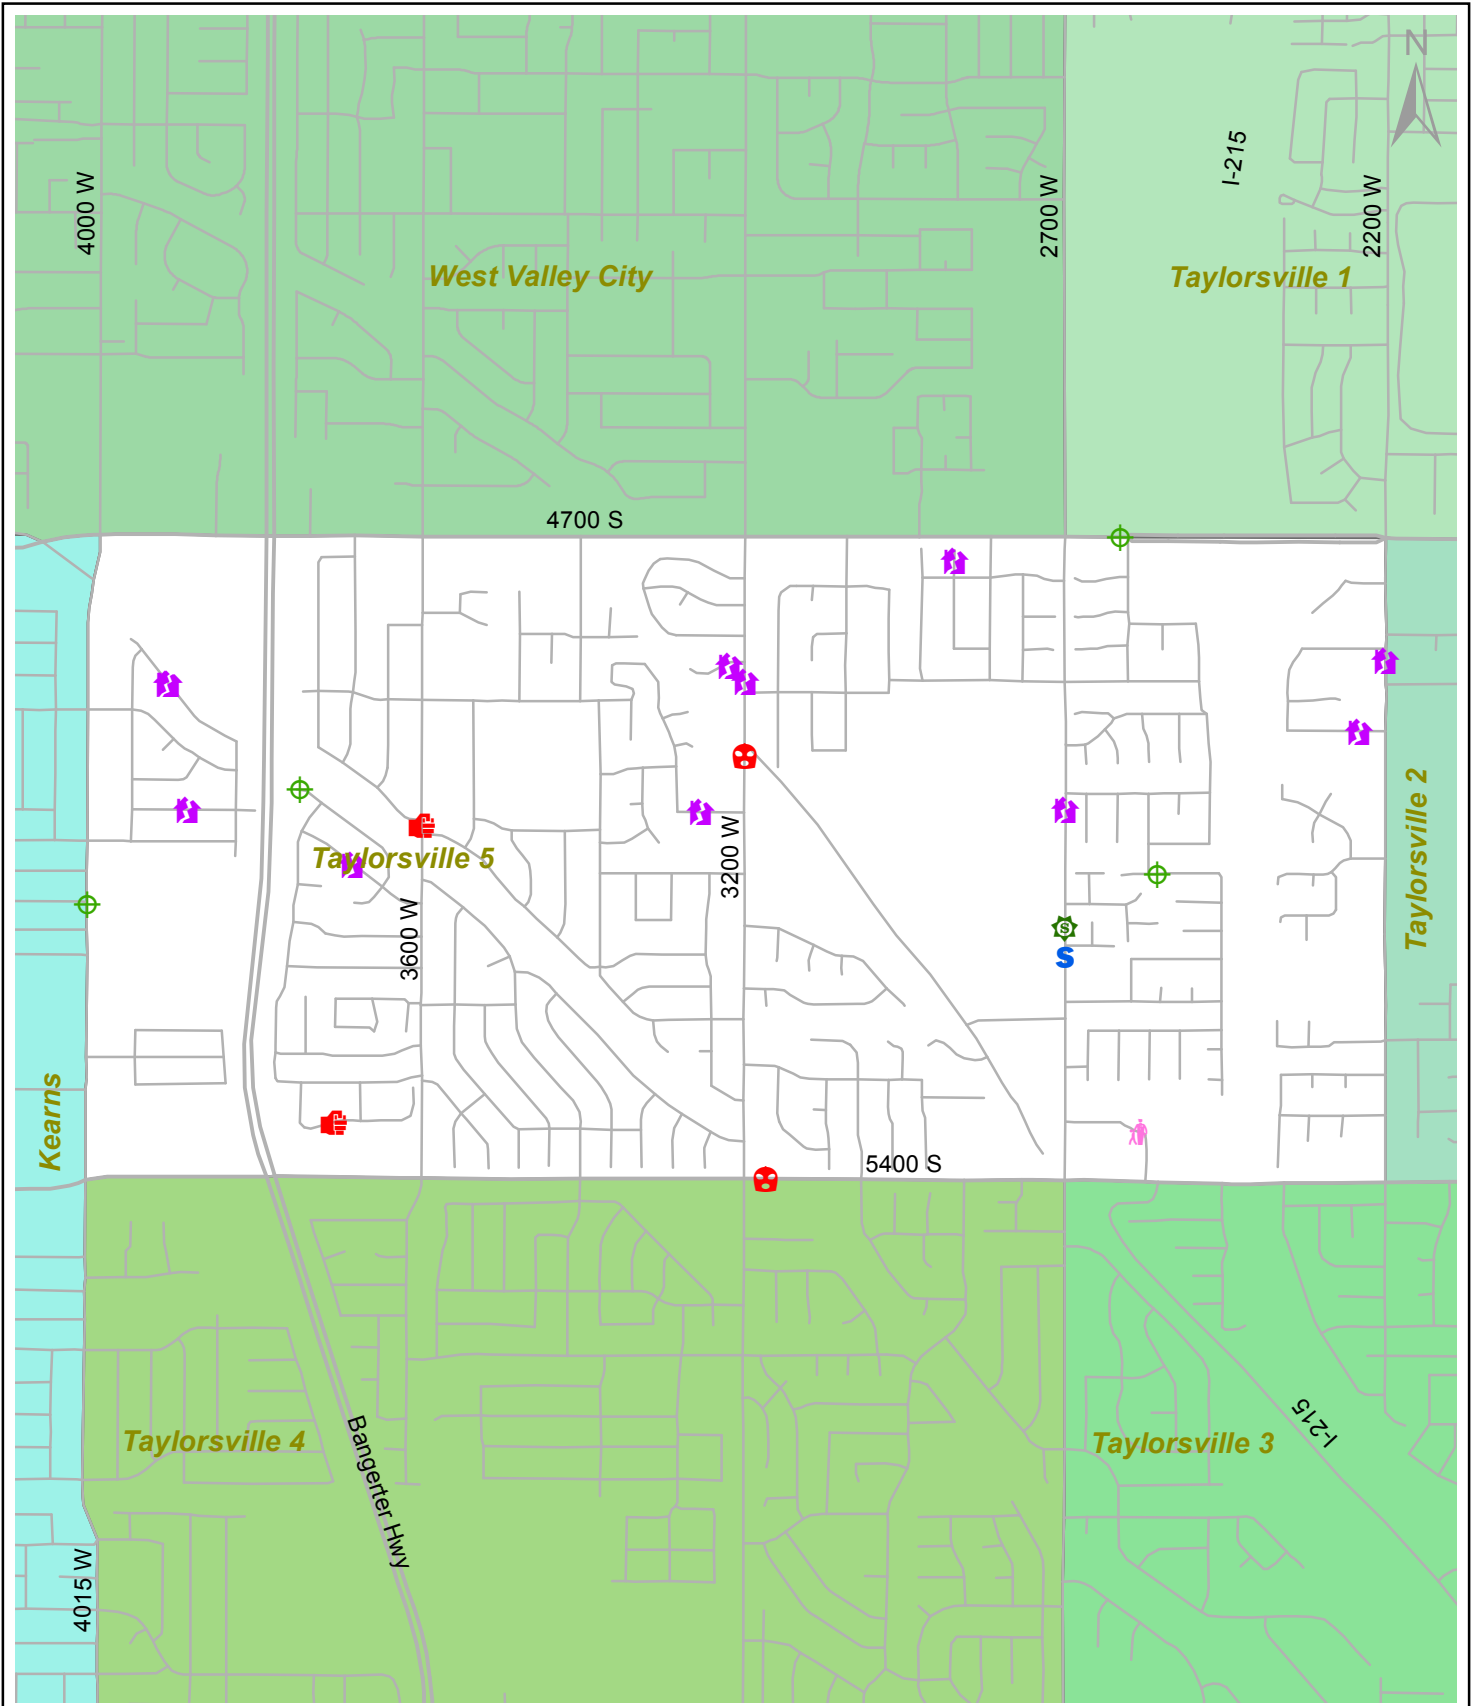 N
I-215
4000 W
2700 W
2200 W
West Valley City
Taylorsville 1
4700 S
Taylorsville 2
3200 W
Taylorsville 5
3600 W
S
S
Kearns
5400 S
I-215
Taylorsville 4
Taylorsville 3
Bangerter Hwy
4015 W